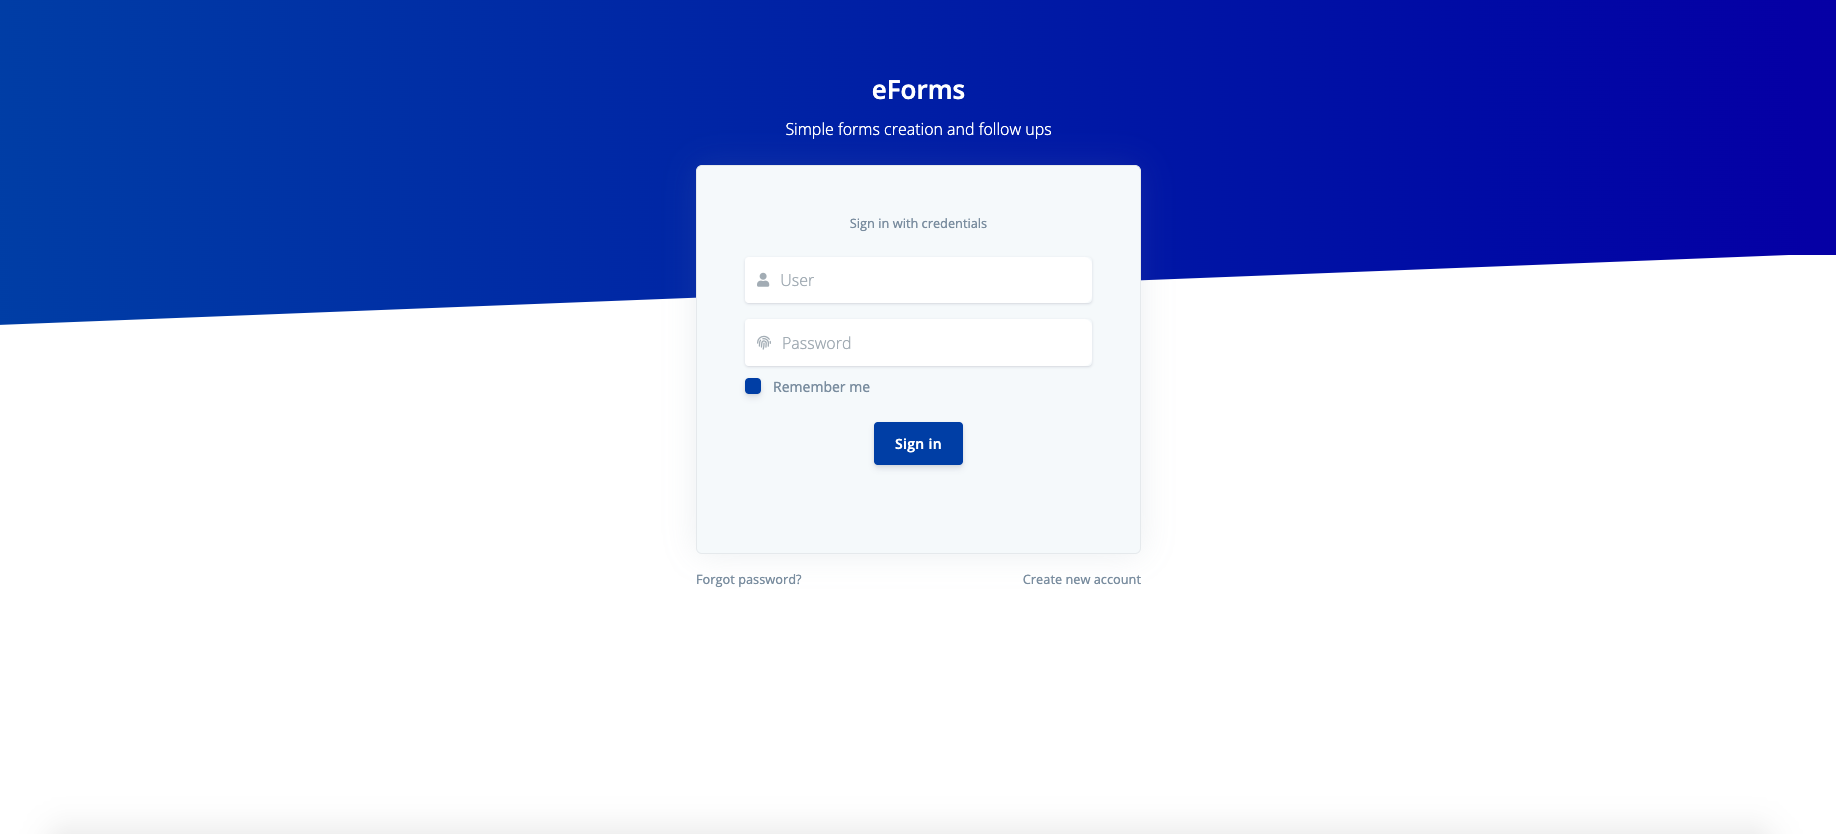 eForms
Simple forms creation and follow ups
Sign in with credentials
User
Password
Remember me
Sign in
Forgot password?
Create new account